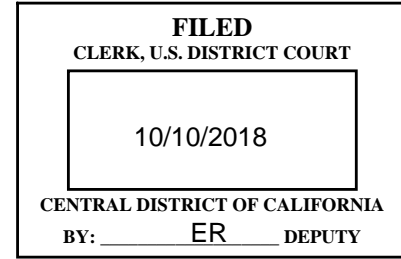 FILED
CLERK, U.S. DISTRICT COURT
10/10/2018
CENTRAL DISTRICT OF CALIFORNIA
BY: ER DEPUTY